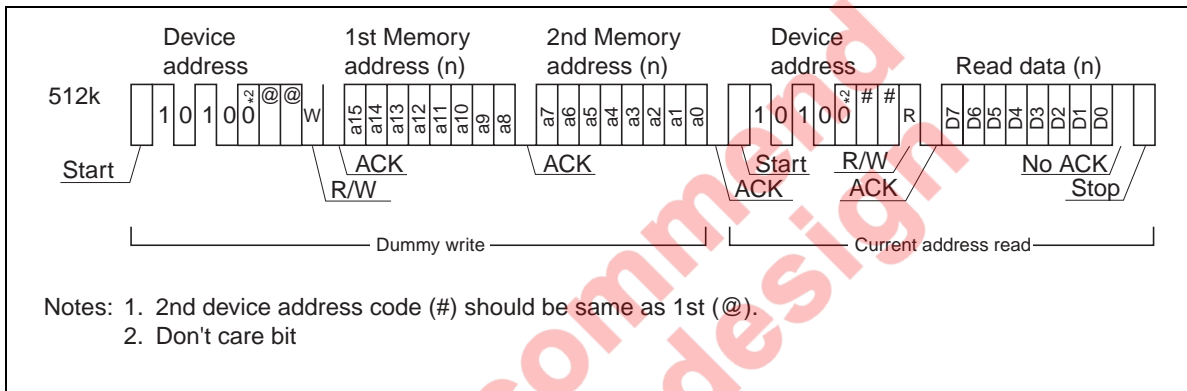 Device address 1st Memory address (n) 2nd Memory address (n) Device address Read data (n)
512k
1 0 1 0 0*2 @ @ W a15 a14 a13 a12 a11 a10 a9 a8 a7 a6 a5 a4 a3 a2 a1 a0 1 0 1 0 0*2 # # R D7 D6 D5 D4 D3 D2 D1 D0
Start ACK ACK Start R/W No ACK
R/W ACK ACK Stop
Dummy write Current address read
Notes: 1. 2nd device address code (#) should be same as 1st (@).
2. Don't care bit